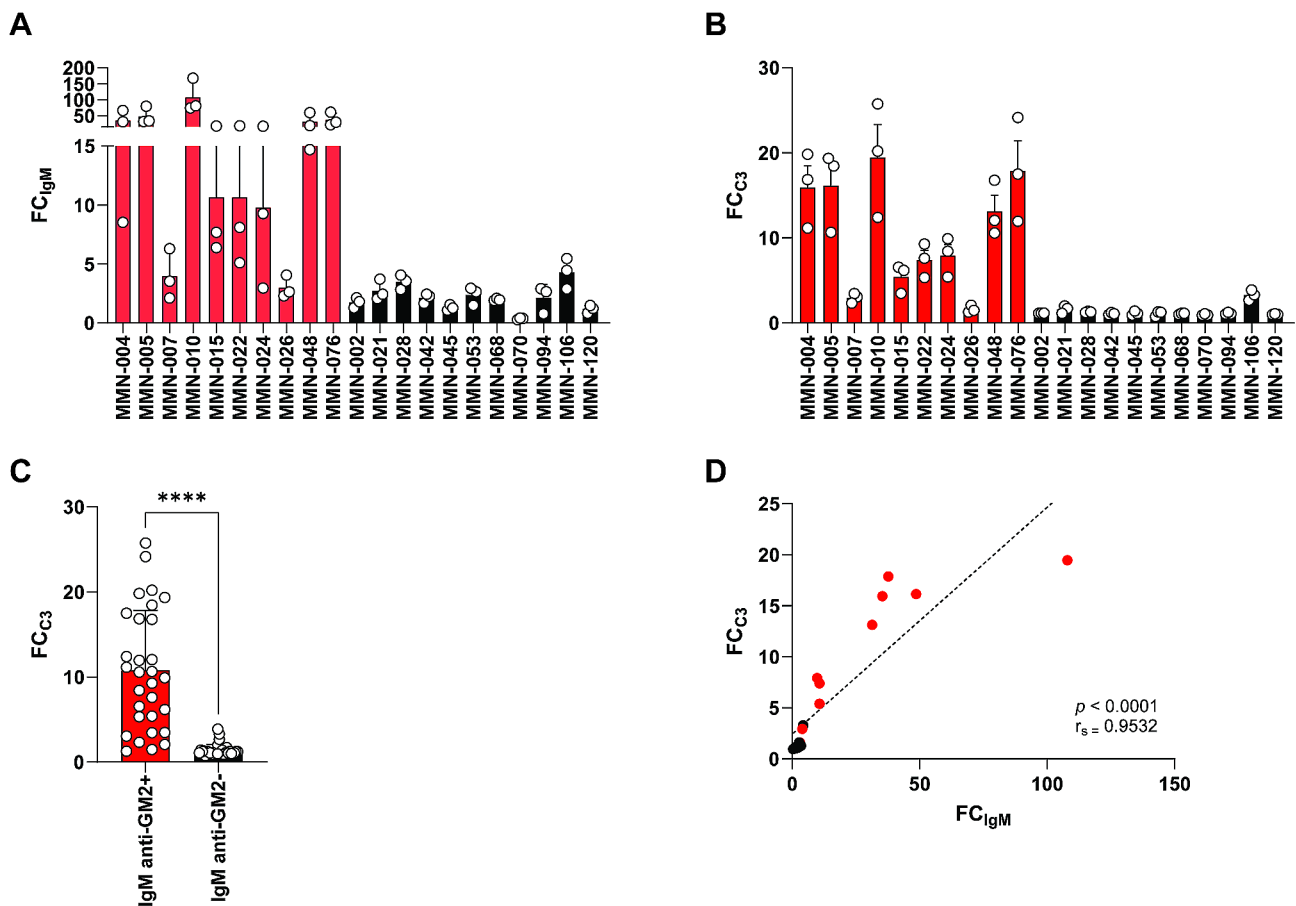 A
200
150
100
50
15
10
5
0
FCIgM
MMN-004
MMN-005
MMN-007
MMN-010
MMN-015
MMN-022
MMN-024
MMN-026
MMN-048
MMN-076
MMN-002
MMN-021
MMN-028
MMN-042
MMN-045
MMN-053
MMN-068
MMN-070
MMN-094
MMN-106
MMN-120
B
30
20
10
0
FCC3
MMN-004
MMN-005
MMN-007
MMN-010
MMN-015
MMN-022
MMN-024
MMN-026
MMN-048
MMN-076
MMN-002
MMN-021
MMN-028
MMN-042
MMN-045
MMN-053
MMN-068
MMN-070
MMN-094
MMN-106
MMN-120
C
30
20
10
0
FCC3
****
IgM anti-GM2+
IgM anti-GM2-
D
25
20
15
10
5
0
FCC3
p < 0.0001
rs = 0.9532
0
50
100
150
FCIgM